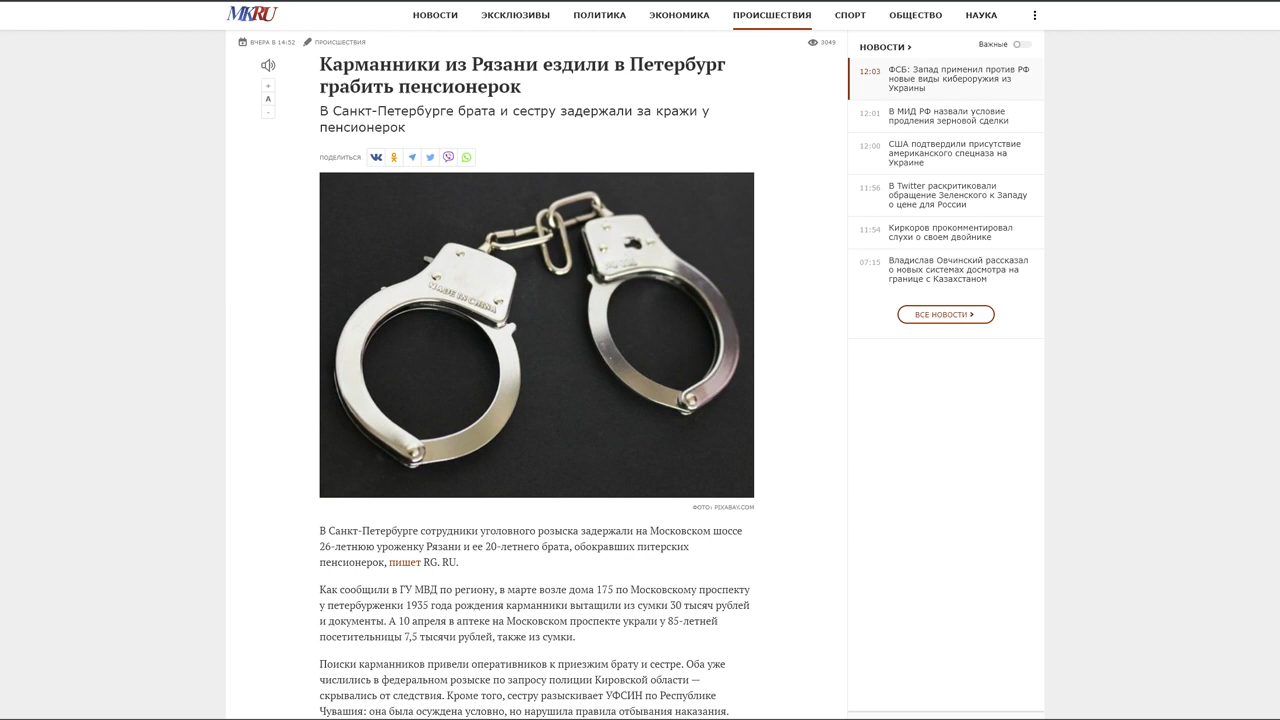 MKRU
НОВОСТИ ЭКСКЛЮЗИВЫ ПОЛИТИКА ЭКОНОМИКА ПРОИСШЕСТВИЯ СПОРТ ОБЩЕСТВО НАУКА
ВЧЕРА В 14:52 ПРОИСШЕСТВИЯ 3049
+
A
-
Карманники из Рязани ездили в Петербург
грабить пенсионерок
В Санкт-Петербурге брата и сестру задержали за кражи у
пенсионерок
ПОДЕЛИТЬСЯ
MADE IN CHINA
ФОТО: PIXABAY.COM
В Санкт-Петербурге сотрудники уголовного розыска задержали на Московском шоссе
26-летнюю уроженку Рязани и ее 20-летнего брата, обокравших питерских
пенсионерок, пишет RG. RU.
Как сообщили в ГУ МВД по региону, в марте возле дома 175 по Московскому проспекту
у петербурженки 1935 года рождения карманники вытащили из сумки 30 тысяч рублей
и документы. А 10 апреля в аптеке на Московском проспекте украли у 85-летней
посетительницы 7,5 тысячи рублей, также из сумки.
Поиски карманников привели оперативников к приезжим брату и сестре. Оба уже
числились в федеральном розыске по запросу полиции Кировской области —
скрывались от следствия. Кроме того, сестру разыскивает УФСИН по Республике
Чувашия: она была осуждена условно, но нарушила правила отбывания наказания.
НОВОСТИ
Важные
12:03 ФСБ: Запад применил против РФ
новые виды кибероружия из
Украины
12:01 В МИД РФ назвали условие
продления зерновой сделки
12:00 США подтвердили присутствие
американского спецназа на
Украине
11:56 В Twitter раскритиковали
обращение Зеленского к Западу
о цене для России
11:54 Киркоров прокомментировал
слухи о своем двойнике
07:15 Владислав Овчинский рассказал
о новых системах досмотра на
границе с Казахстаном
ВСЕ НОВОСТИ